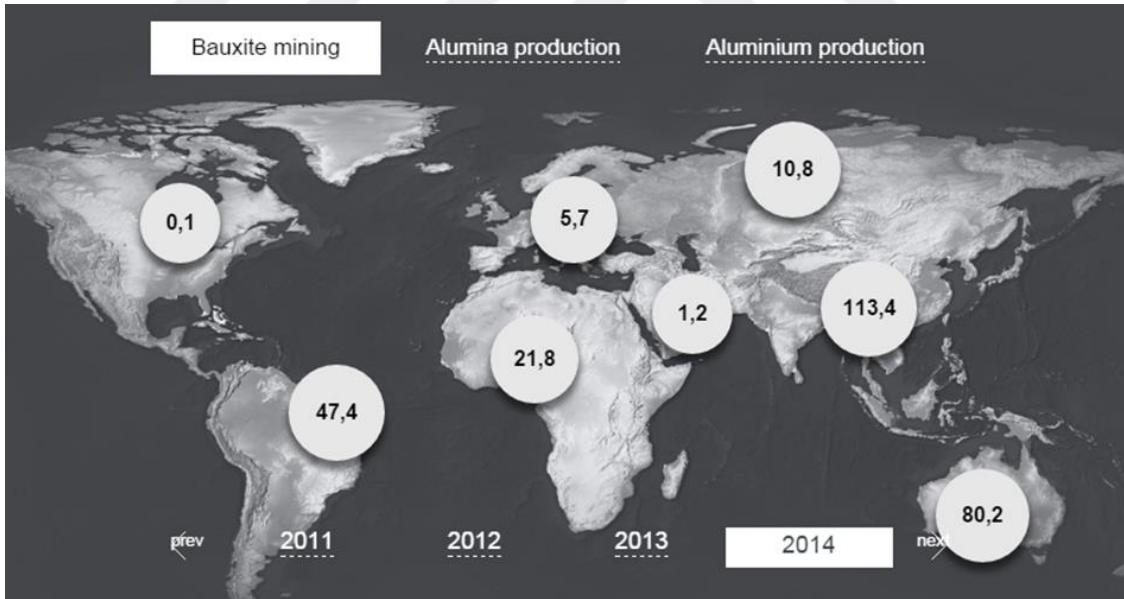 Bauxite mining
Alumina production
Aluminium production
10,8
0,1
5,7
1,2
113,4
21,8
47,4
80,2
prev
2011
2012
2013
2014
next